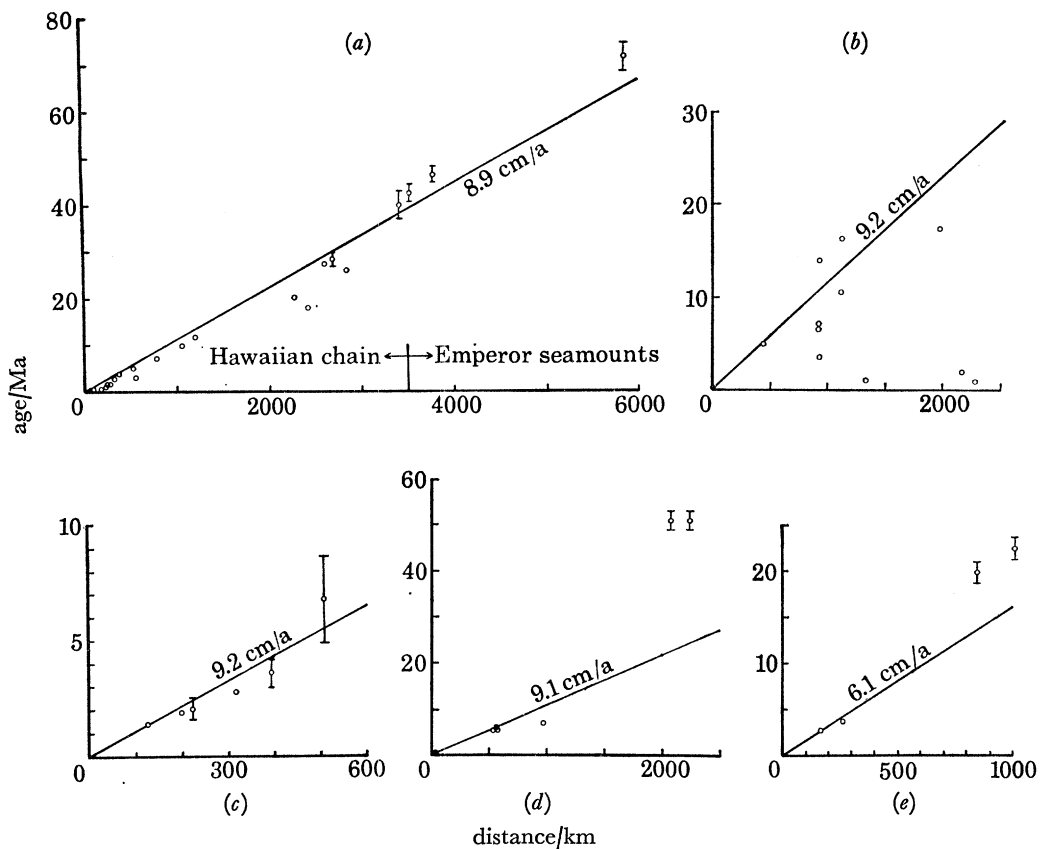 80
(a)
(b)
60
40
20
0
8.9 cm/a
Hawaiian chain ←→ Emperor seamounts
2000
4000
6000
30
20
10
0
9.2 cm/a
2000
age/Ma
10
5
0
9.2 cm/a
300
600
(c)
60
40
20
0
9.1 cm/a
2000
(d)
20
0
6.1 cm/a
500
1000
(e)
distance/km